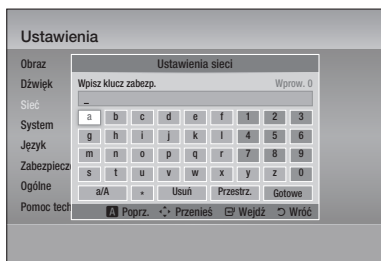 Ustawienia
Obraz
Dźwięk
Sieć
System
Język
Zabezpiecz
Ogólne
Pomoc tech
Ustawienia sieci
Wpisz klucz zabezp. Wprow. 0
_
a b c d e f 1 2 3
g h i j k l 4 5 6
m n o p q r 7 8 9
s t u v w x y z 0
a/A * Usuń Przestrz. Gotowe
A Poprz. Przenieś Wejdź Wróć